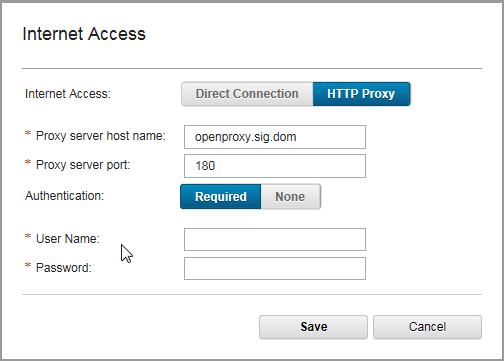 Internet Access
Internet Access: Direct Connection HTTP Proxy
* Proxy server host name: openproxy.sig.dom
* Proxy server port: 180
Authentication: Required None
* User Name:
* Password:
Save Cancel